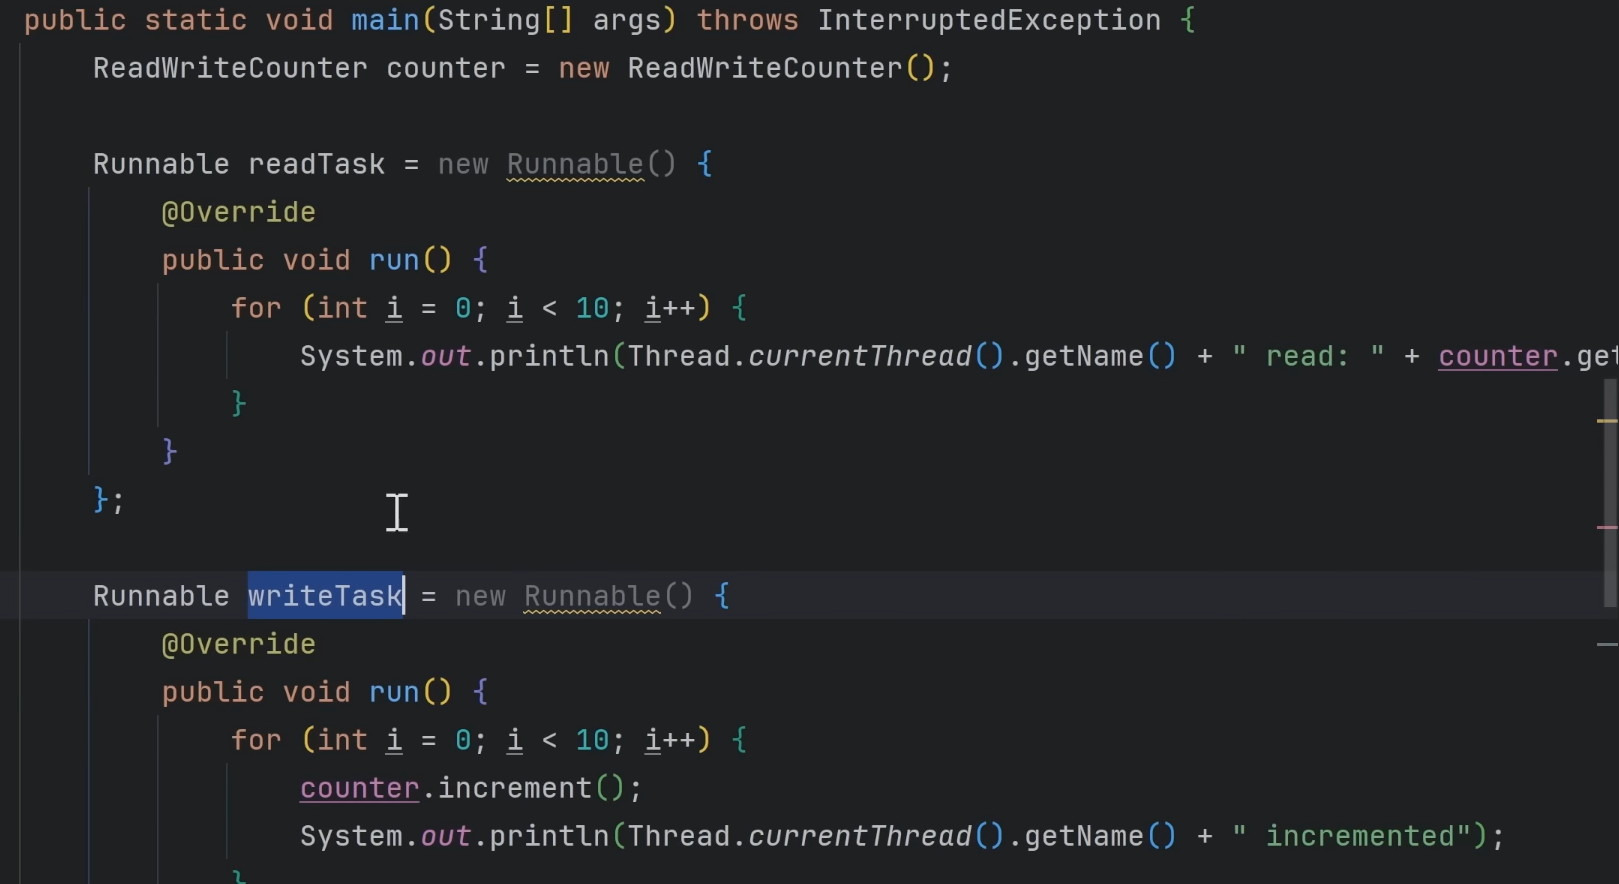 public static void main(String[] args) throws InterruptedException {
ReadWriteCounter counter = new ReadWriteCounter();
Runnable readTask = new Runnable() {
@Override
public void run() {
for (int i = 0; i < 10; i++) {
System.out.println(Thread.currentThread().getName() + " read: " + counter.get
}
}
};
Runnable writeTask = new Runnable() {
@Override
public void run() {
for (int i = 0; i < 10; i++) {
counter.increment();
System.out.println(Thread.currentThread().getName() + " incremented");
}